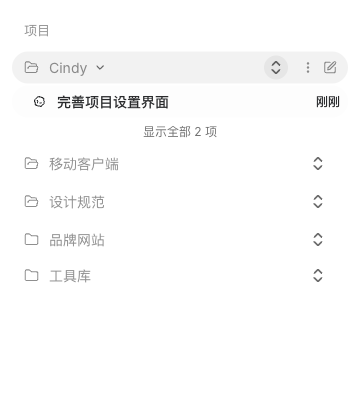 项目
Cindy
完善项目设置界面 刚刚
显示全部 2 项
移动客户端
设计规范
品牌网站
工具库